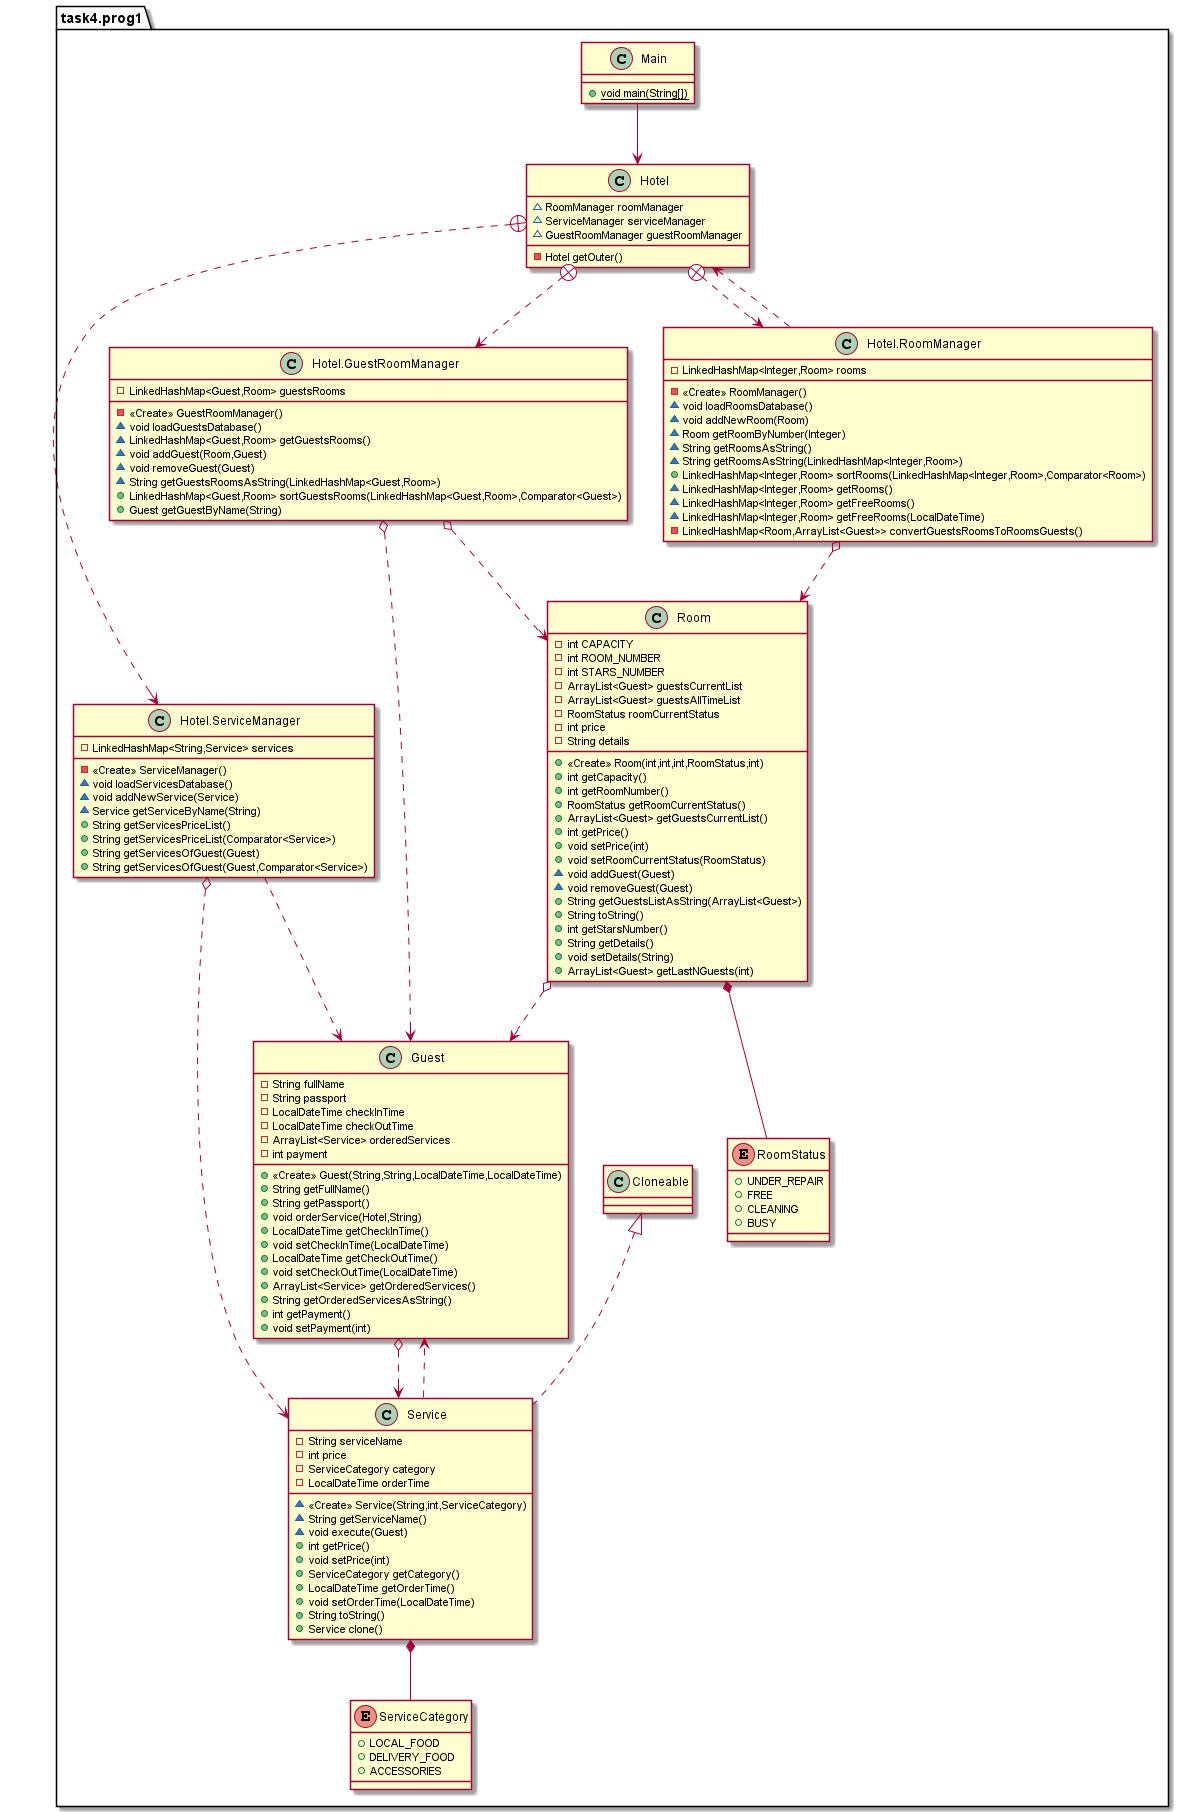 task4.prog1
C Main
void main(String[])
C Hotel
RoomManager roomManager
ServiceManager serviceManager
GuestRoomManager guestRoomManager
Hotel getOuter()
C Hotel.GuestRoomManager
LinkedHashMap<Guest,Room> guestsRooms
«Create» GuestRoomManager()
void loadGuestsDatabase()
LinkedHashMap<Guest,Room> getGuestsRooms()
void addGuest(Room,Guest)
void removeGuest(Guest)
String getGuestsRoomsAsString(LinkedHashMap<Guest,Room>)
LinkedHashMap<Guest,Room> sortGuestsRooms(LinkedHashMap<Guest,Room>,Comparator<Guest>)
Guest getGuestByName(String)
C Hotel.RoomManager
LinkedHashMap<Integer,Room> rooms
«Create» RoomManager()
void loadRoomsDatabase()
void addNewRoom(Room)
Room getRoomByNumber(Integer)
String getRoomsAsString()
String getRoomsAsString(LinkedHashMap<Integer,Room>)
LinkedHashMap<Integer,Room> sortRooms(LinkedHashMap<Integer,Room>,Comparator<Room>)
LinkedHashMap<Integer,Room> getRooms()
LinkedHashMap<Integer,Room> getFreeRooms()
LinkedHashMap<Integer,Room> getFreeRooms(LocalDateTime)
LinkedHashMap<Room,ArrayList<Guest>> convertGuestsRoomsToRoomsGuests()
C Room
int CAPACITY
int ROOM_NUMBER
int STARS_NUMBER
ArrayList<Guest> guestsCurrentList
ArrayList<Guest> guestsAllTimeList
RoomStatus roomCurrentStatus
int price
String details
«Create» Room(int,int,int,RoomStatus,int)
int getCapacity()
int getRoomNumber()
RoomStatus getRoomCurrentStatus()
ArrayList<Guest> getGuestsCurrentList()
int getPrice()
void setPrice(int)
void setRoomCurrentStatus(RoomStatus)
void addGuest(Guest)
void removeGuest(Guest)
String getGuestsListAsString(ArrayList<Guest>)
String toString()
int getStarsNumber()
String getDetails()
void setDetails(String)
ArrayList<Guest> getLastNGuests(int)
C Hotel.ServiceManager
LinkedHashMap<String,Service> services
«Create» ServiceManager()
void loadServicesDatabase()
void addNewService(Service)
Service getServiceByName(String)
String getServicesPriceList()
String getServicesPriceList(Comparator<Service>)
String getServicesOfGuest(Guest)
String getServicesOfGuest(Guest,Comparator<Service>)
C Guest
String fullName
String passport
LocalDateTime checkInTime
LocalDateTime checkOutTime
ArrayList<Service> orderedServices
int payment
«Create» Guest(String,String,LocalDateTime,LocalDateTime)
String getFullName()
String getPassport()
void orderService(Hotel,String)
LocalDateTime getCheckInTime()
void setCheckInTime(LocalDateTime)
LocalDateTime getCheckOutTime()
void setCheckOutTime(LocalDateTime)
ArrayList<Service> getOrderedServices()
String getOrderedServicesAsString()
int getPayment()
void setPayment(int)
C Cloneable
E RoomStatus
UNDER_REPAIR
FREE
CLEANING
BUSY
C Service
String serviceName
int price
ServiceCategory category
LocalDateTime orderTime
«Create» Service(String,int,ServiceCategory)
String getServiceName()
void execute(Guest)
int getPrice()
void setPrice(int)
ServiceCategory getCategory()
LocalDateTime getOrderTime()
void setOrderTime(LocalDateTime)
String toString()
Service clone()
E ServiceCategory
LOCAL_FOOD
DELIVERY_FOOD
ACCESSORIES